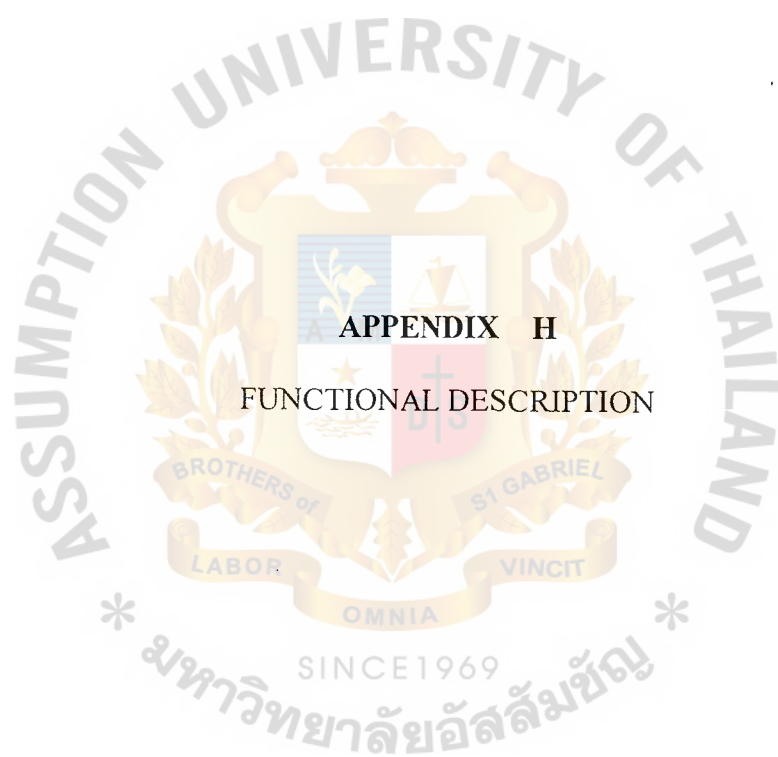 ASSUMPTION UNIVERSITY OF THAILAND
APPENDIX H
FUNCTIONAL DESCRIPTION
D S
BROTHERS of
ST GABRIEL
LABOR
OMNIA
VINCIT
SINCE1969
* มหาวิทยาลัยอัสสัมชัญ *